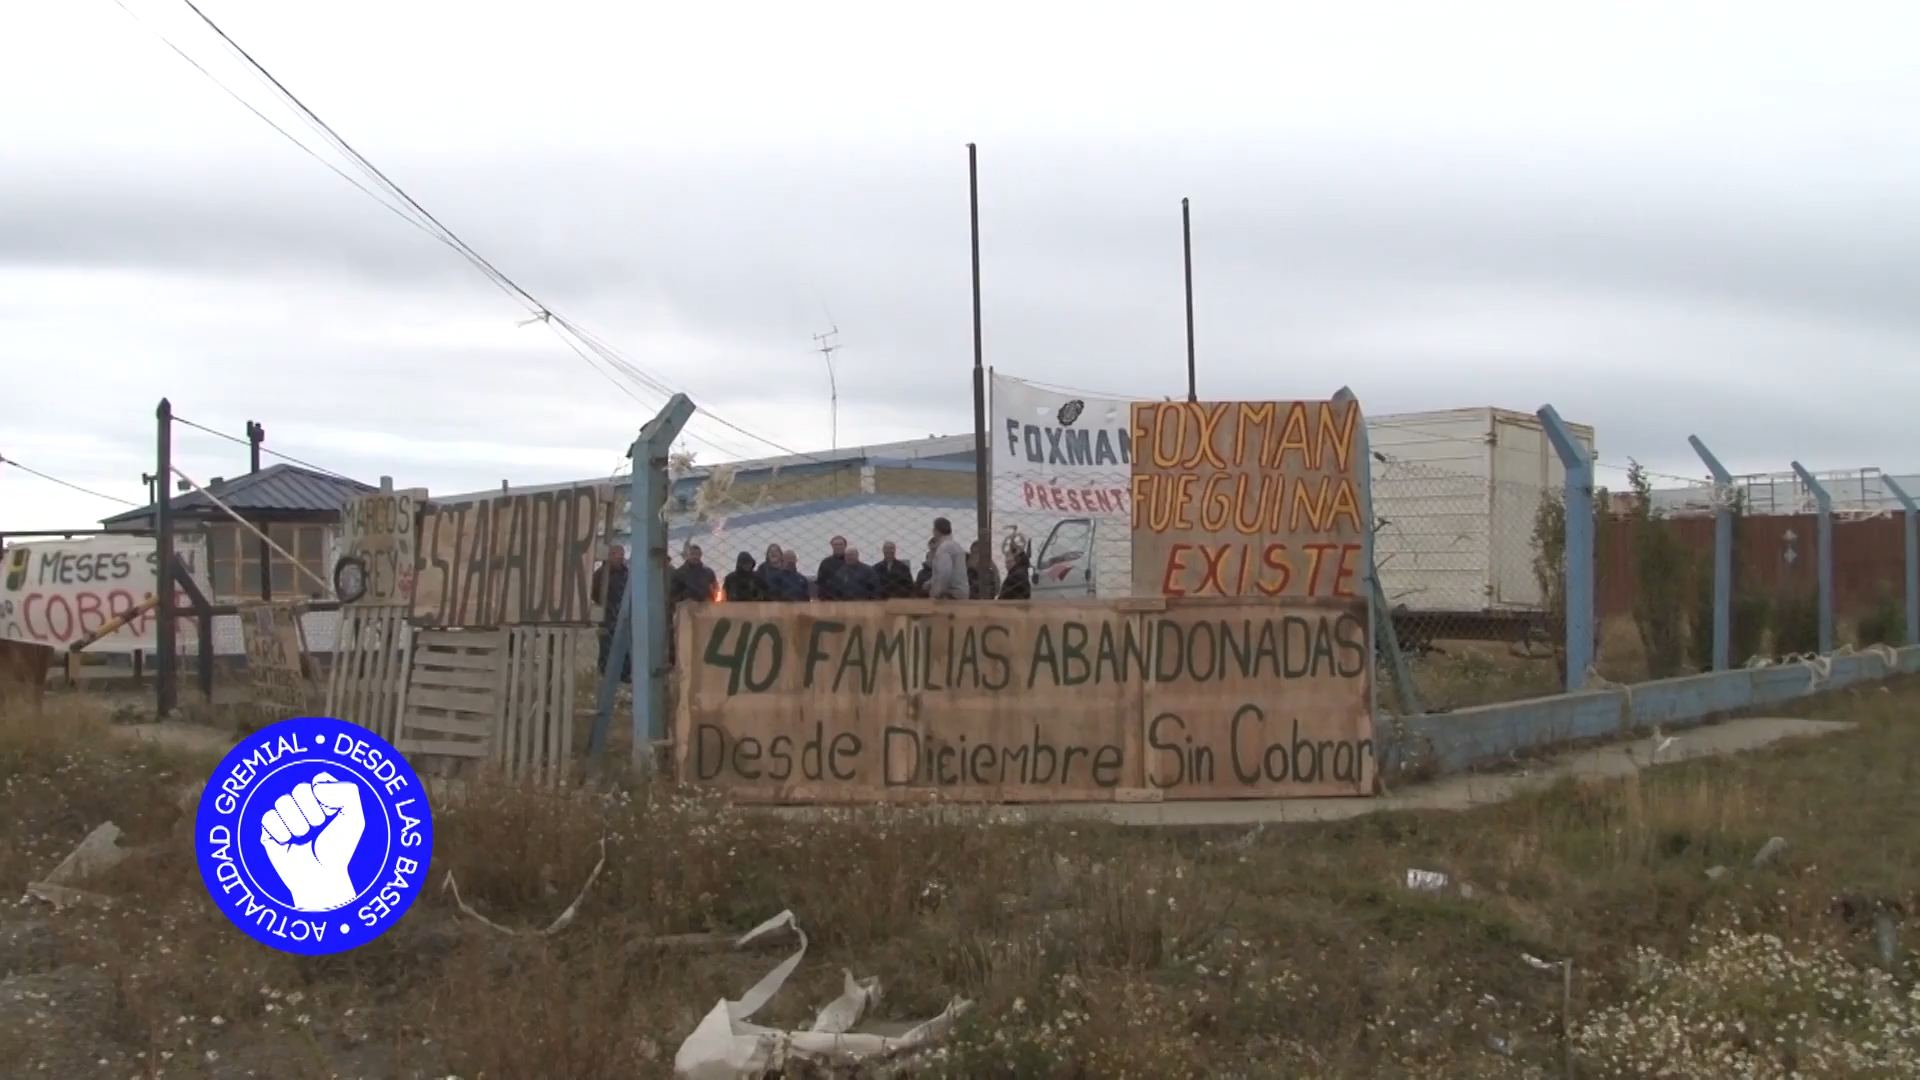 MESES SIN
COBRAR
MARCOS
REY
ESTAFADOR
FOXMAN
PRESENTE
FOXMAN
FUEGUINA
EXISTE
40 FAMILIAS ABANDONADAS
Desde Diciembre Sin Cobrar
ACTUALIDAD GREMIAL • DESDE LAS BASES •